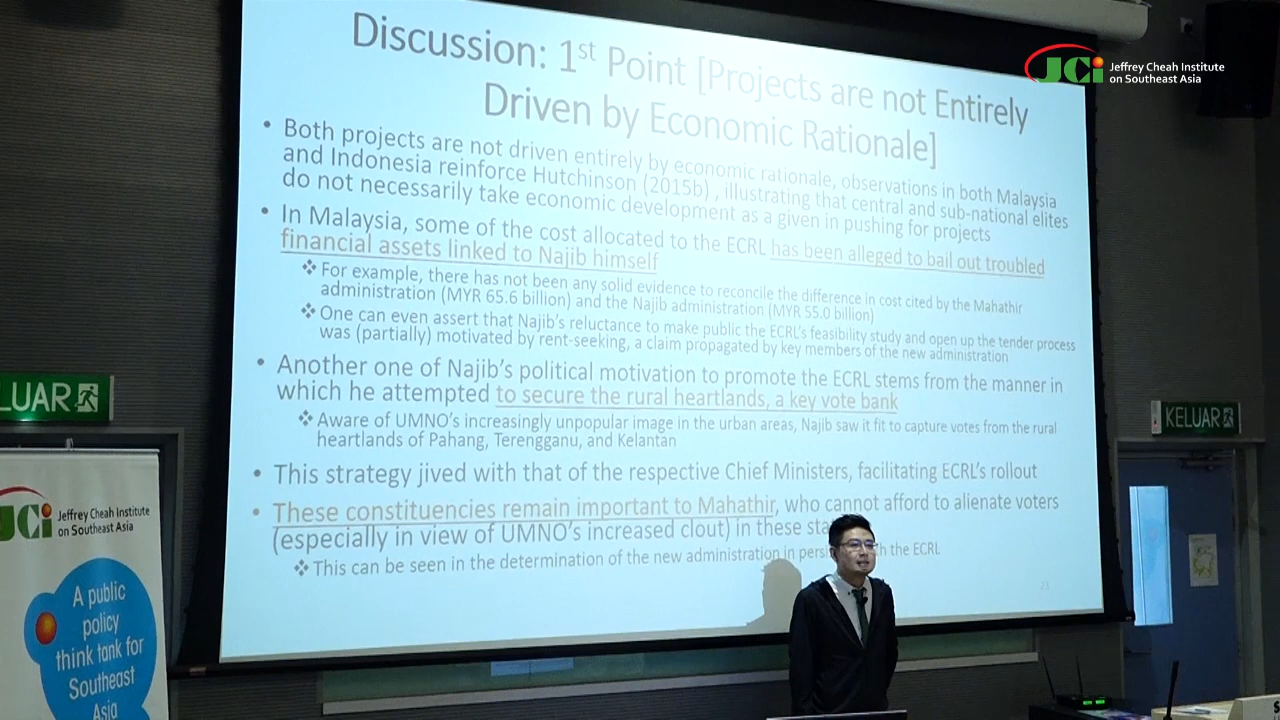 Discussion: 1st Point [Projects are not Entirely
Driven by Economic Rationale]
• Both projects are not driven entirely by economic rationale, observations in both Malaysia
and Indonesia reinforce Hutchinson (2015b) , illustrating that central and sub-national elites
do not necessarily take economic development as a given in pushing for projects
• In Malaysia, some of the cost allocated to the ECRL has been alleged to bail out troubled
financial assets linked to Najib himself
❖ For example, there has not been any solid evidence to reconcile the difference in cost cited by the Mahathir
administration (MYR 65.6 billion) and the Najib administration (MYR 55.0 billion)
❖ One can even assert that Najib's reluctance to make public the ECRL's feasibility study and open up the tender process
was (partially) motivated by rent-seeking, a claim propagated by key members of the new administration
• Another one of Najib's political motivation to promote the ECRL stems from the manner in
which he attempted to secure the rural heartlands, a key vote bank
❖ Aware of UMNO's increasingly unpopular image in the urban areas, Najib saw it fit to capture votes from the rural
heartlands of Pahang, Terengganu, and Kelantan
• This strategy jived with that of the respective Chief Ministers, facilitating ECRL's rollout
• These constituencies remain important to Mahathir, who cannot afford to alienate voters
(especially in view of UMNO's increased clout) in these sta
❖ This can be seen in the determination of the new administration in pers h the ECRL
23
JCi
Jeffrey Cheah Institute
on Southeast Asia
LUAR
KELUAR
JCi
Jeffrey Cheah Institute
on Southeast Asia
A public
policy
think tank for
Southeast
Asia